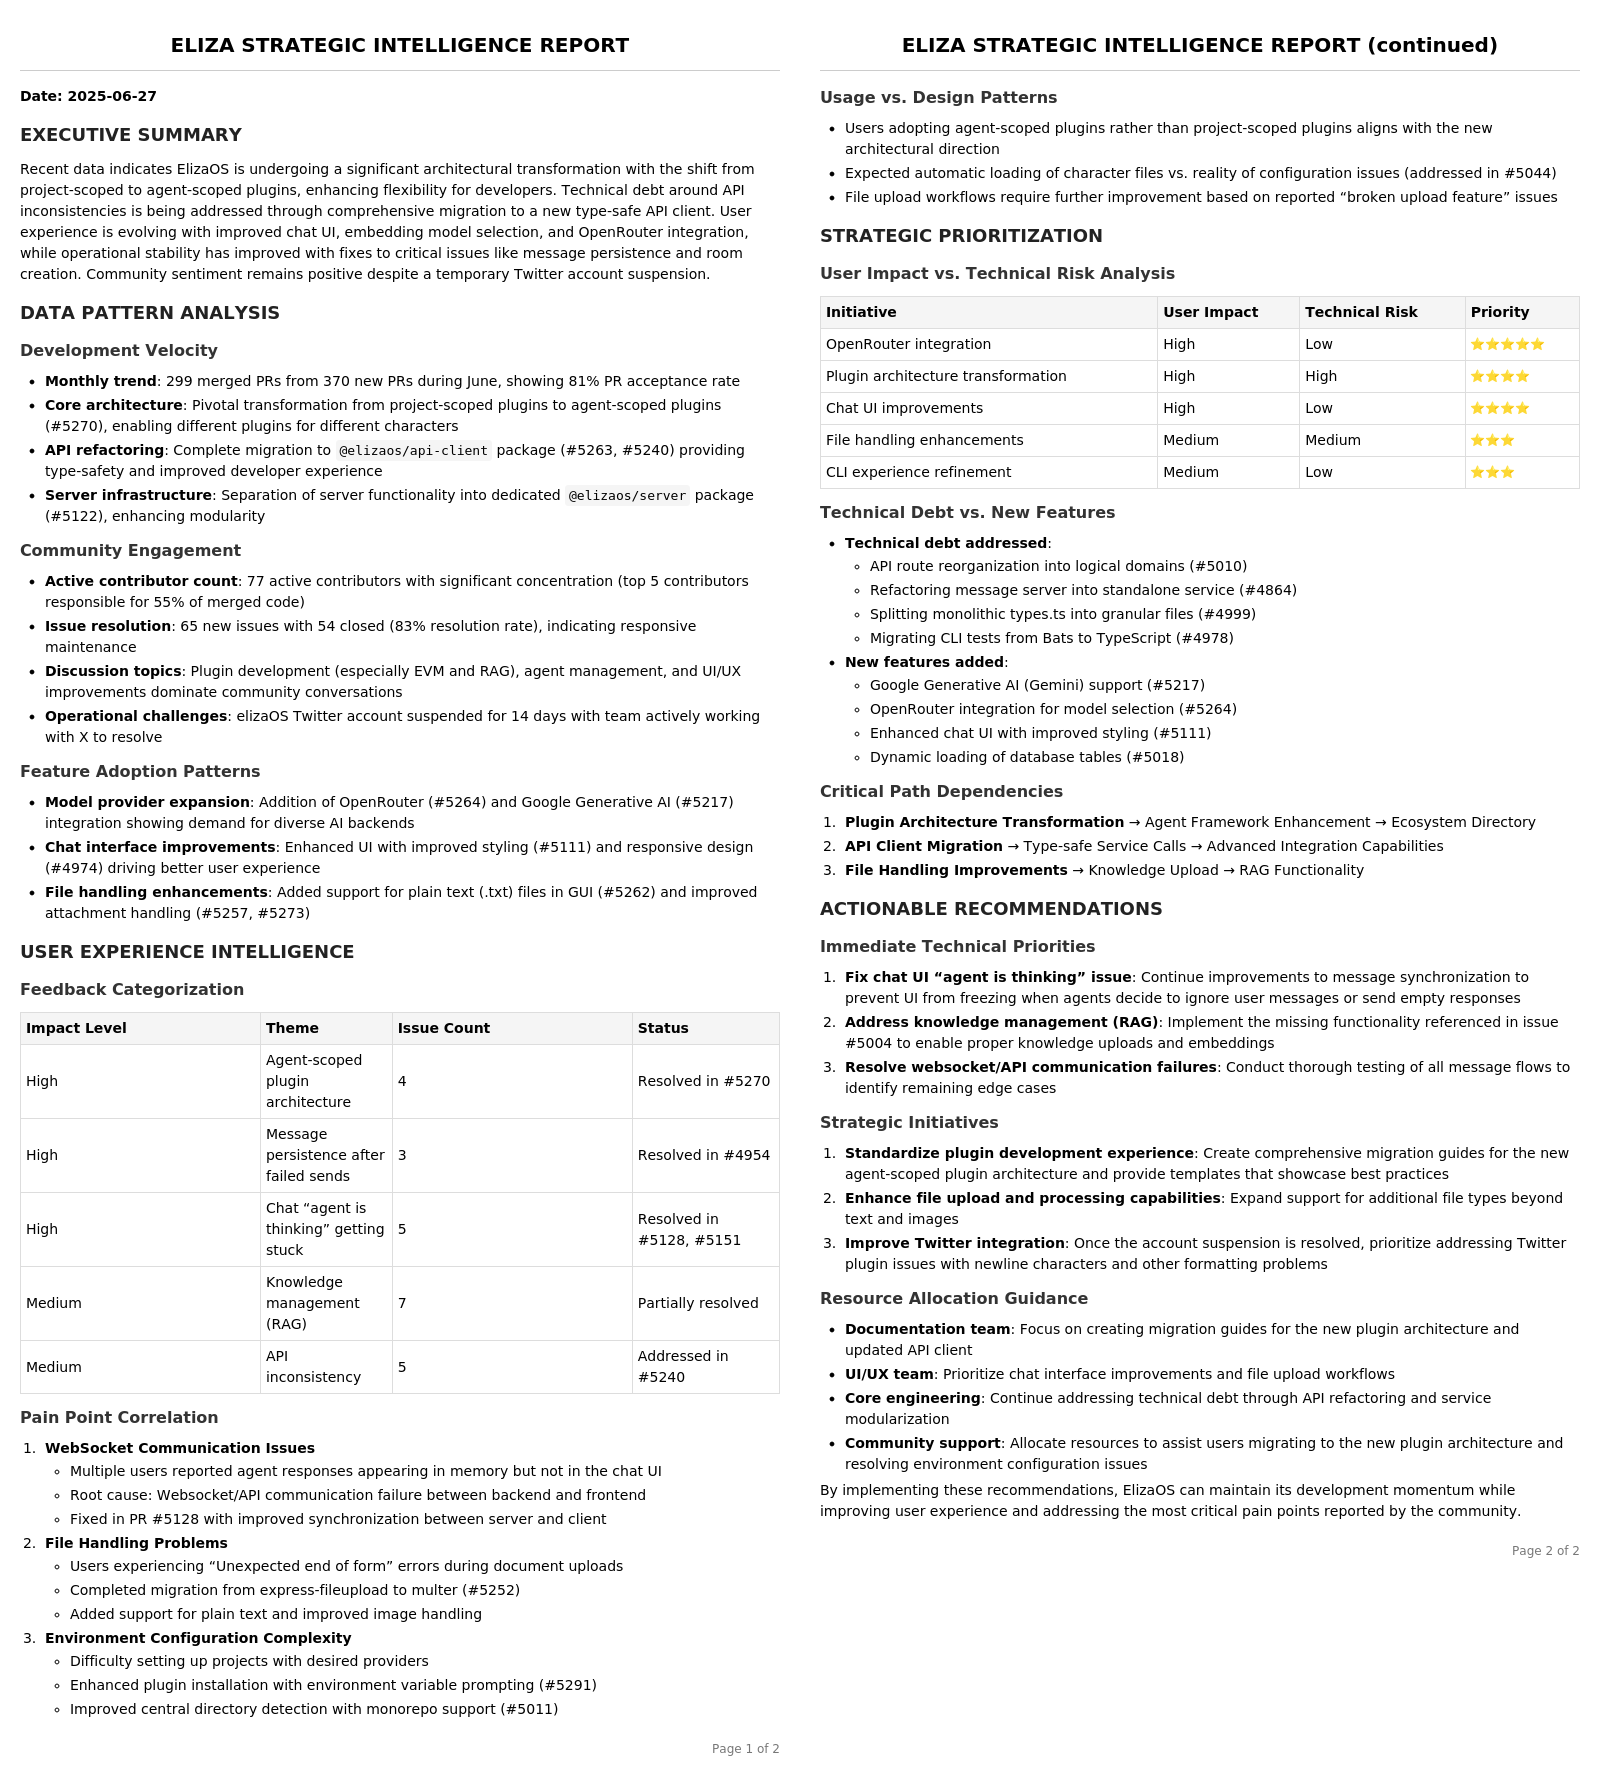 ELIZA STRATEGIC INTELLIGENCE REPORT
Date: 2025-06-27
EXECUTIVE SUMMARY
Recent data indicates ElizaOS is undergoing a significant architectural transformation with the shift from
project-scoped to agent-scoped plugins, enhancing flexibility for developers. Technical debt around API
inconsistencies is being addressed through comprehensive migration to a new type-safe API client. User
experience is evolving with improved chat UI, embedding model selection, and OpenRouter integration,
while operational stability has improved with fixes to critical issues like message persistence and room
creation. Community sentiment remains positive despite a temporary Twitter account suspension.
DATA PATTERN ANALYSIS
Development Velocity
• Monthly trend: 299 merged PRs from 370 new PRs during June, showing 81% PR acceptance rate
• Core architecture: Pivotal transformation from project-scoped plugins to agent-scoped plugins
(#5270), enabling different plugins for different characters
• API refactoring: Complete migration to @elizaos/api-client package (#5263, #5240) providing
type-safety and improved developer experience
• Server infrastructure: Separation of server functionality into dedicated @elizaos/server package
(#5122), enhancing modularity
Community Engagement
• Active contributor count: 77 active contributors with significant concentration (top 5 contributors
responsible for 55% of merged code)
• Issue resolution: 65 new issues with 54 closed (83% resolution rate), indicating responsive
maintenance
• Discussion topics: Plugin development (especially EVM and RAG), agent management, and UI/UX
improvements dominate community conversations
• Operational challenges: elizaOS Twitter account suspended for 14 days with team actively working
with X to resolve
Feature Adoption Patterns
• Model provider expansion: Addition of OpenRouter (#5264) and Google Generative AI (#5217)
integration showing demand for diverse AI backends
• Chat interface improvements: Enhanced UI with improved styling (#5111) and responsive design
(#4974) driving better user experience
• File handling enhancements: Added support for plain text (.txt) files in GUI (#5262) and improved
attachment handling (#5257, #5273)
USER EXPERIENCE INTELLIGENCE
Feedback Categorization
Impact Level Theme Issue Count Status
High Agent-scoped plugin architecture 4 Resolved in #5270
High Message persistence after failed sends 3 Resolved in #4954
High Chat “agent is thinking” getting stuck 5 Resolved in #5128, #5151
Medium Knowledge management (RAG) 7 Partially resolved
Medium API inconsistency 5 Addressed in #5240
Pain Point Correlation
1. WebSocket Communication Issues
◦ Multiple users reported agent responses appearing in memory but not in the chat UI
◦ Root cause: Websocket/API communication failure between backend and frontend
◦ Fixed in PR #5128 with improved synchronization between server and client
2. File Handling Problems
◦ Users experiencing “Unexpected end of form” errors during document uploads
◦ Completed migration from express-fileupload to multer (#5252)
◦ Added support for plain text and improved image handling
3. Environment Configuration Complexity
◦ Difficulty setting up projects with desired providers
◦ Enhanced plugin installation with environment variable prompting (#5291)
◦ Improved central directory detection with monorepo support (#5011)
Page 1 of 2
ELIZA STRATEGIC INTELLIGENCE REPORT (continued)
Usage vs. Design Patterns
• Users adopting agent-scoped plugins rather than project-scoped plugins aligns with the new
architectural direction
• Expected automatic loading of character files vs. reality of configuration issues (addressed in #5044)
• File upload workflows require further improvement based on reported “broken upload feature” issues
STRATEGIC PRIORITIZATION
User Impact vs. Technical Risk Analysis
Initiative User Impact Technical Risk Priority
OpenRouter integration High Low ⭐⭐⭐⭐⭐
Plugin architecture transformation High High ⭐⭐⭐⭐
Chat UI improvements High Low ⭐⭐⭐⭐
File handling enhancements Medium Medium ⭐⭐⭐
CLI experience refinement Medium Low ⭐⭐⭐
Technical Debt vs. New Features
• Technical debt addressed:
◦ API route reorganization into logical domains (#5010)
◦ Refactoring message server into standalone service (#4864)
◦ Splitting monolithic types.ts into granular files (#4999)
◦ Migrating CLI tests from Bats to TypeScript (#4978)
• New features added:
◦ Google Generative AI (Gemini) support (#5217)
◦ OpenRouter integration for model selection (#5264)
◦ Enhanced chat UI with improved styling (#5111)
◦ Dynamic loading of database tables (#5018)
Critical Path Dependencies
1. Plugin Architecture Transformation → Agent Framework Enhancement → Ecosystem Directory
2. API Client Migration → Type-safe Service Calls → Advanced Integration Capabilities
3. File Handling Improvements → Knowledge Upload → RAG Functionality
ACTIONABLE RECOMMENDATIONS
Immediate Technical Priorities
1. Fix chat UI “agent is thinking” issue: Continue improvements to message synchronization to
prevent UI from freezing when agents decide to ignore user messages or send empty responses
2. Address knowledge management (RAG): Implement the missing functionality referenced in issue
#5004 to enable proper knowledge uploads and embeddings
3. Resolve websocket/API communication failures: Conduct thorough testing of all message flows to
identify remaining edge cases
Strategic Initiatives
1. Standardize plugin development experience: Create comprehensive migration guides for the new
agent-scoped plugin architecture and provide templates that showcase best practices
2. Enhance file upload and processing capabilities: Expand support for additional file types beyond
text and images
3. Improve Twitter integration: Once the account suspension is resolved, prioritize addressing Twitter
plugin issues with newline characters and other formatting problems
Resource Allocation Guidance
• Documentation team: Focus on creating migration guides for the new plugin architecture and
updated API client
• UI/UX team: Prioritize chat interface improvements and file upload workflows
• Core engineering: Continue addressing technical debt through API refactoring and service
modularization
• Community support: Allocate resources to assist users migrating to the new plugin architecture and
resolving environment configuration issues
By implementing these recommendations, ElizaOS can maintain its development momentum while
improving user experience and addressing the most critical pain points reported by the community.
Page 2 of 2